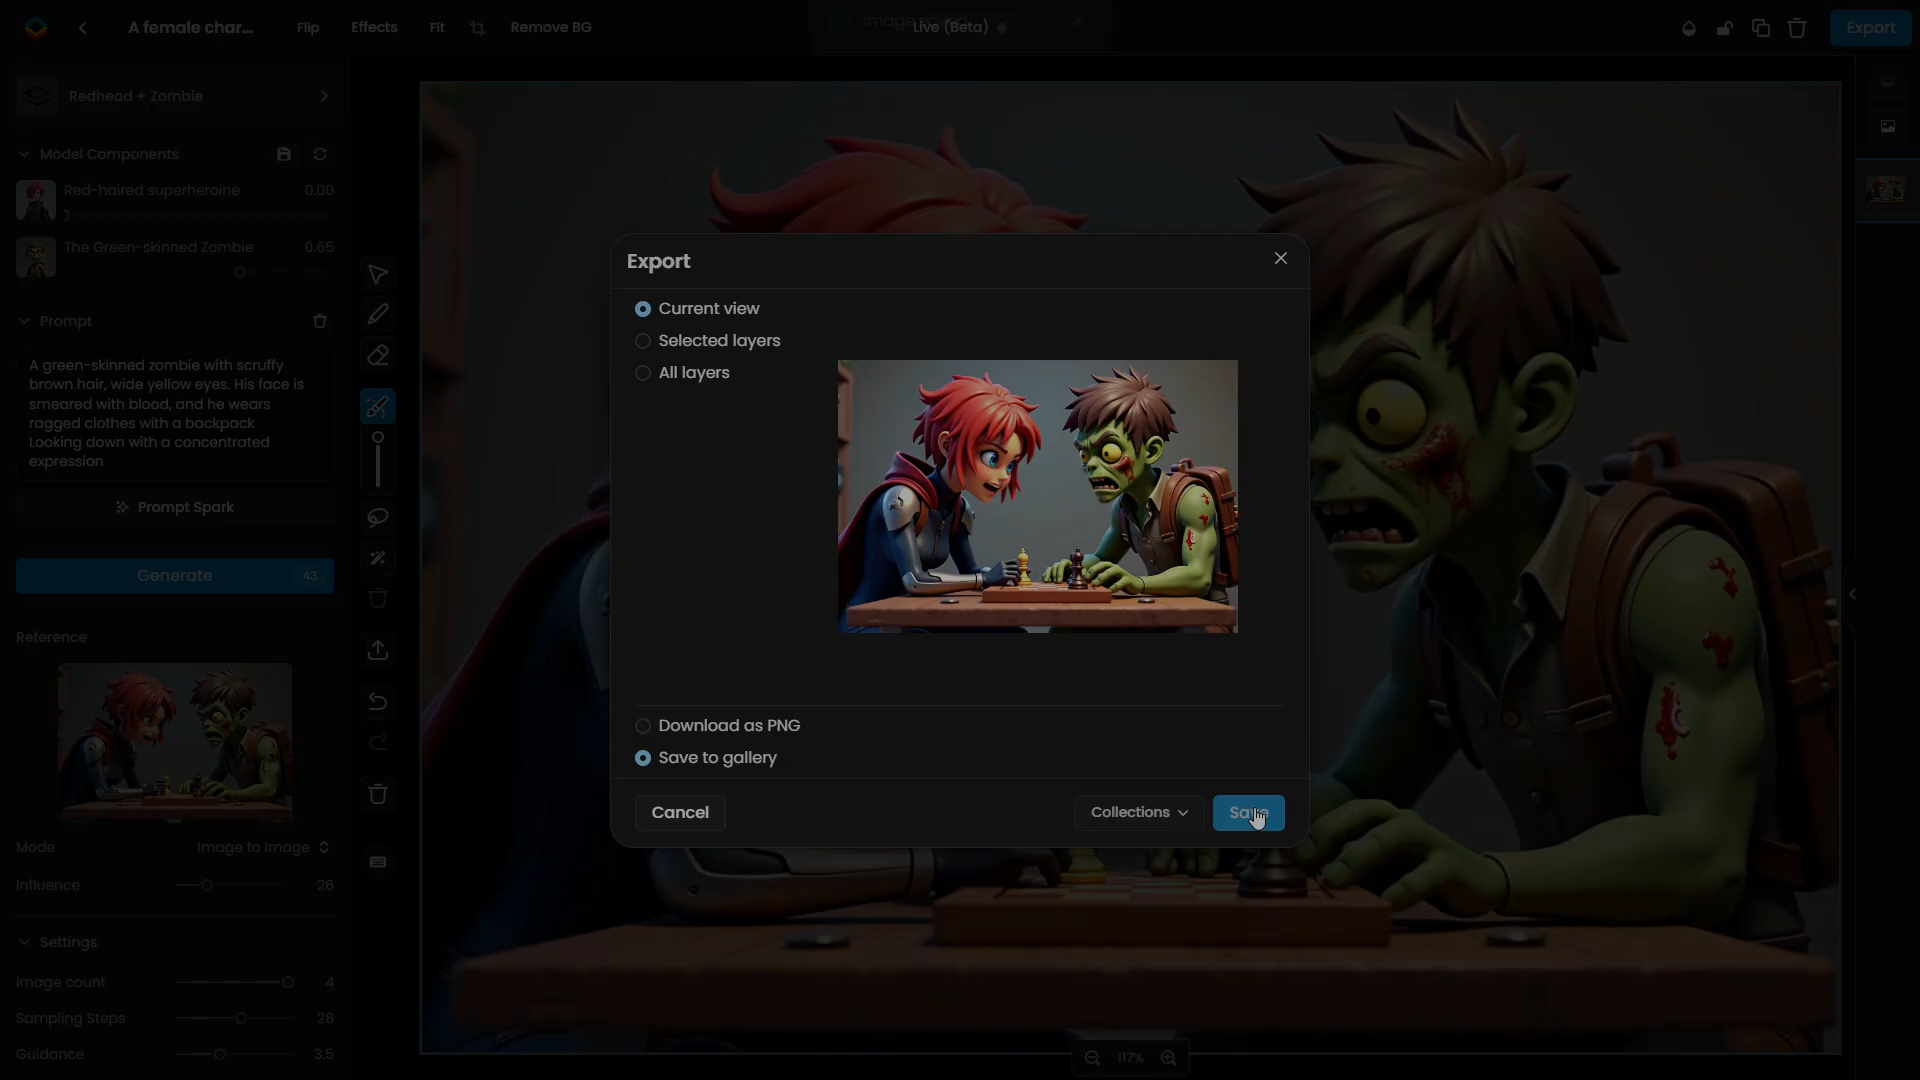 A female char...
Flip
Effects
Fit
Remove BG
Live (Beta)
Export
Redhead + Zombie
Model Components
Red-haired superheroine 0.00
The Green-skinned Zombie 0.65
Prompt
A green-skinned zombie with scruffy
brown hair, wide yellow eyes. His face is
smeared with blood, and he wears
ragged clothes with a backpack
Looking down with a concentrated
expression
Prompt Spark
Generate 43
Reference
Mode Image to Image
Influence 26
Settings
Image count 4
Sampling Steps 28
Guidance 3.5
Export
Current view
Selected layers
All layers
Download as PNG
Save to gallery
Cancel
Collections
Save
117%